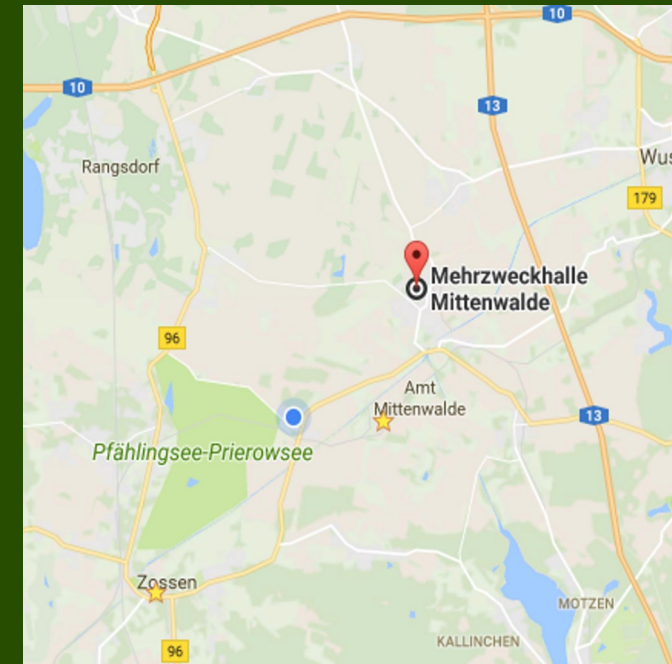 10
10
13
Rangsdorf
Wus
179
Mehrzweckhalle
Mittenwalde
96
Amt
Mittenwalde
13
Pfählingsee-Prierowsee
Zossen
MOTZEN
KALLINCHEN
96